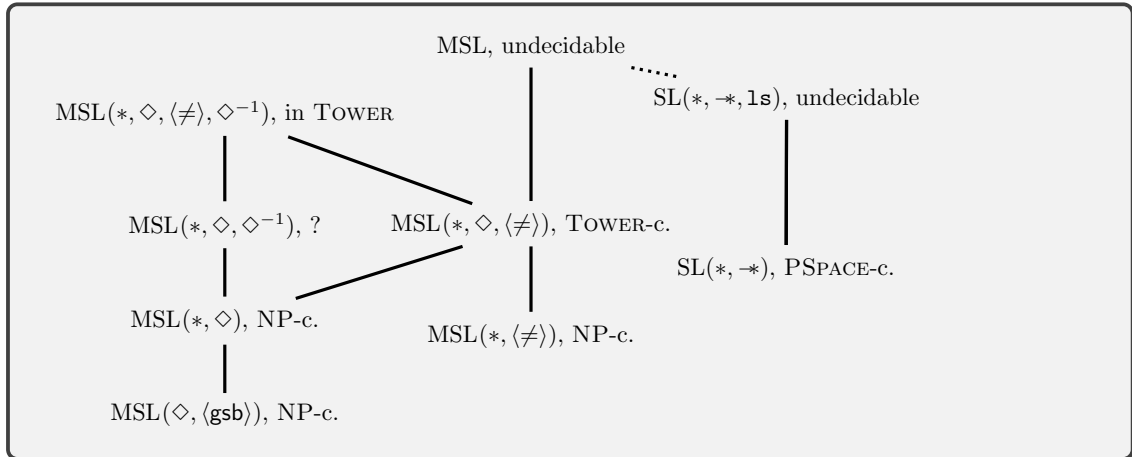 MSL, undecidable
SL(∗, −∗, ls), undecidable
MSL(∗, ◇, ⟨≠⟩, ◇⁻¹), in TOWER
MSL(∗, ◇, ◇⁻¹), ?
MSL(∗, ◇, ⟨≠⟩), TOWER-c.
SL(∗, −∗), PSPACE-c.
MSL(∗, ◇), NP-c.
MSL(∗, ⟨≠⟩), NP-c.
MSL(◇, ⟨gsb⟩), NP-c.